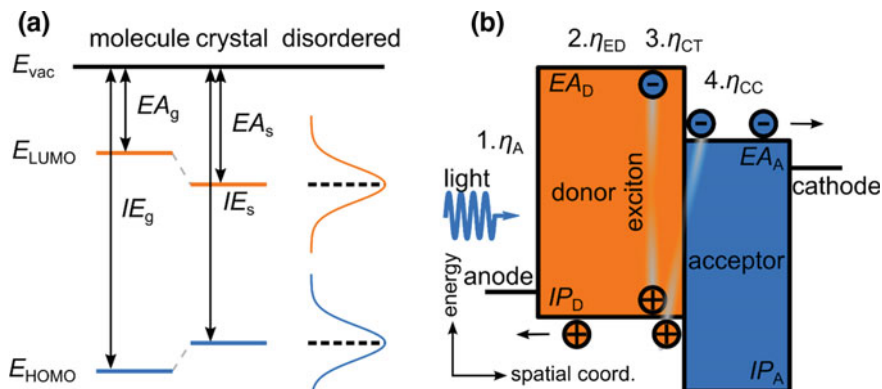 (a)
molecule crystal disordered
E_vac
EA_g
EA_s
E_LUMO
IE_g
IE_s
E_HOMO
(b)
2.η_ED 3.η_CT
4.η_CC
EA_D
1.η_A
light
donor
exciton
EA_A
cathode
acceptor
anode
energy
IP_D
spatial coord.
IP_A